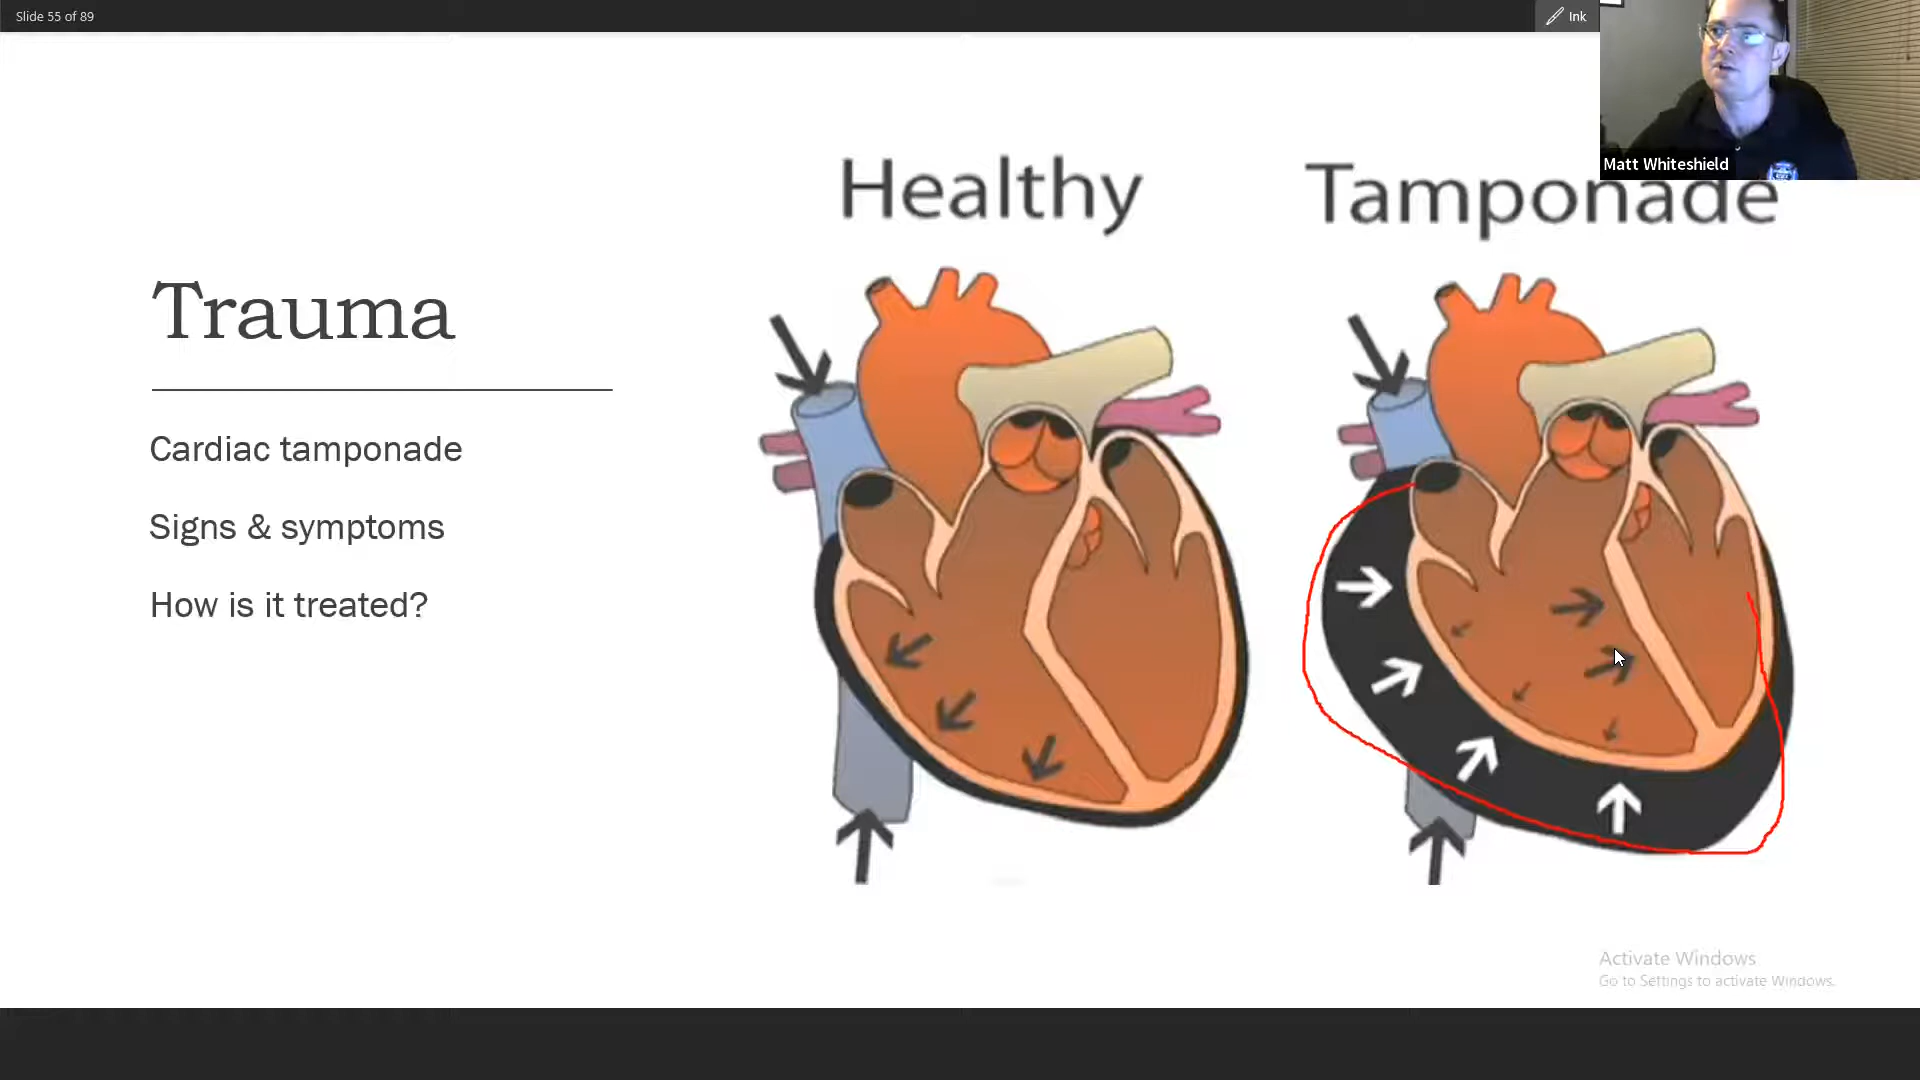 Slide 55 of 89
Ink
Matt Whiteshield
Healthy
Tamponade
Trauma
Cardiac tamponade
Signs & symptoms
How is it treated?
Activate Windows
Go to Settings to activate Windows.